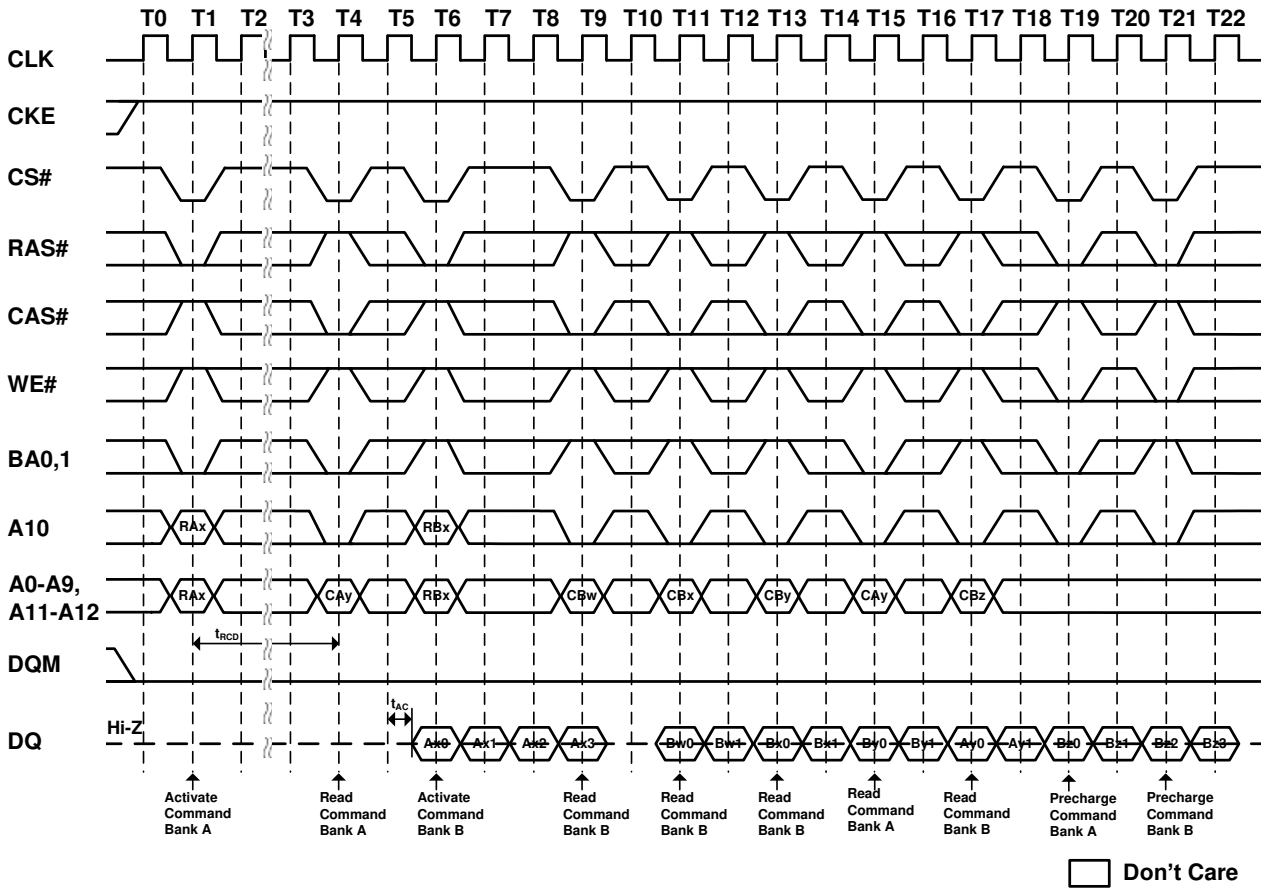 T0 T1 T2 T3 T4 T5 T6 T7 T8 T9 T10 T11 T12 T13 T14 T15 T16 T17 T18 T19 T20 T21 T22
CLK
CKE
CS#
RAS#
CAS#
WE#
BA0,1
A10
RAx RBx
A0-A9,
A11-A12
RAx CAy RBx CBw CBx CBy CAy CBz
tRCD
DQM
tAC
Hi-Z
DQ
Ax0 Ax1 Ax2 Ax3 Bw0 Bw1 Bx0 Bx1 By0 By1 Ay0 Ay1 Bz0 Bz1 Bz2 Bz3
Activate
Command
Bank A
Read
Command
Bank A
Activate
Command
Bank B
Read
Command
Bank B
Read
Command
Bank B
Read
Command
Bank B
Read
Command
Bank A
Read
Command
Bank B
Precharge
Command
Bank A
Precharge
Command
Bank B
Don't Care